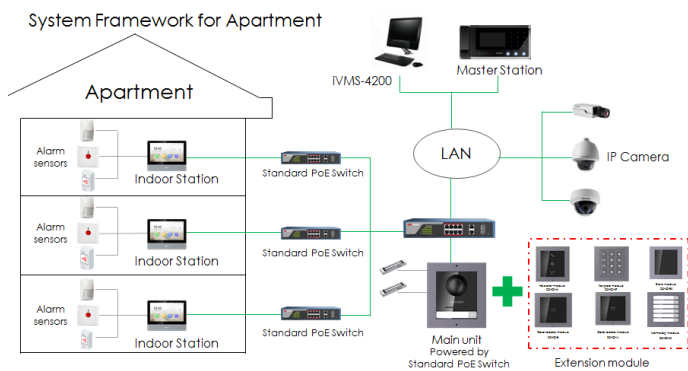 System Framework for Apartment
iVMS-4200
Master Station
Apartment
LAN
IP Camera
Alarm
sensors
Indoor Station
Standard PoE Switch
Alarm
sensors
Indoor Station
Standard PoE Switch
Alarm
sensors
Indoor Station
Standard PoE Switch
Main unit
Powered by
Standard PoE Switch
Extension module